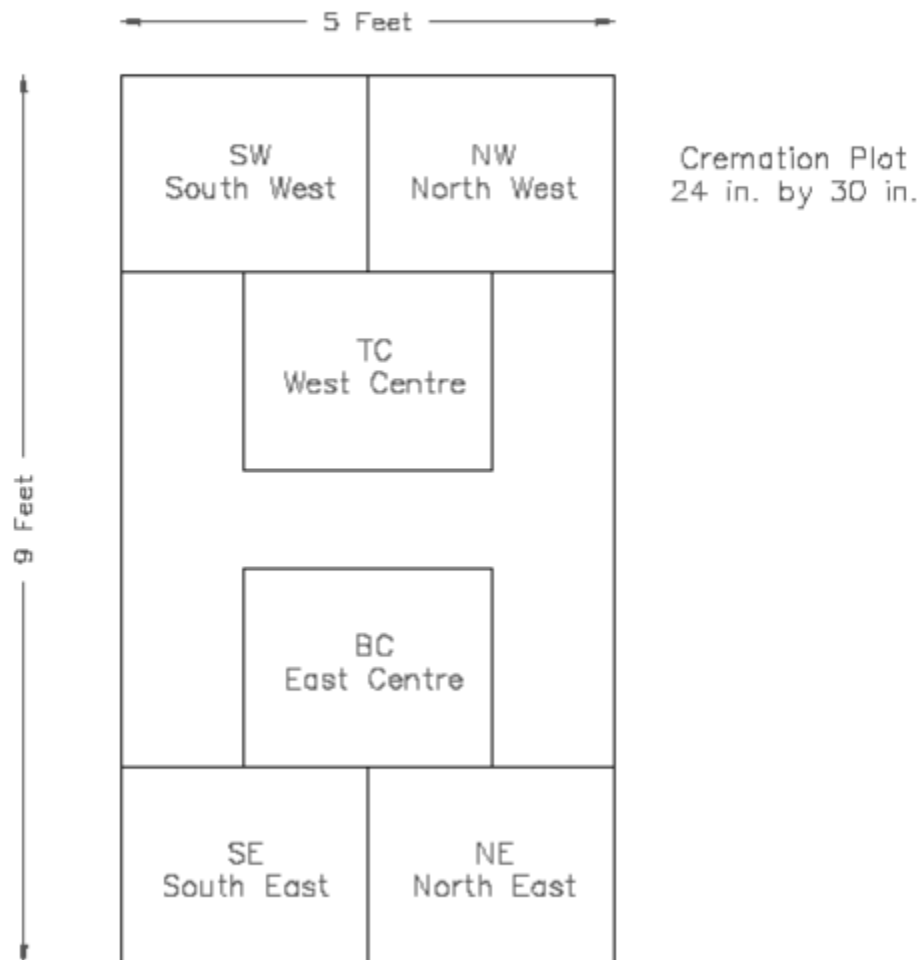 5 Feet
SW
South West
NW
North West
Cremation Plot
24 in. by 30 in.
TC
West Centre
9 Feet
BC
East Centre
SE
South East
NE
North East